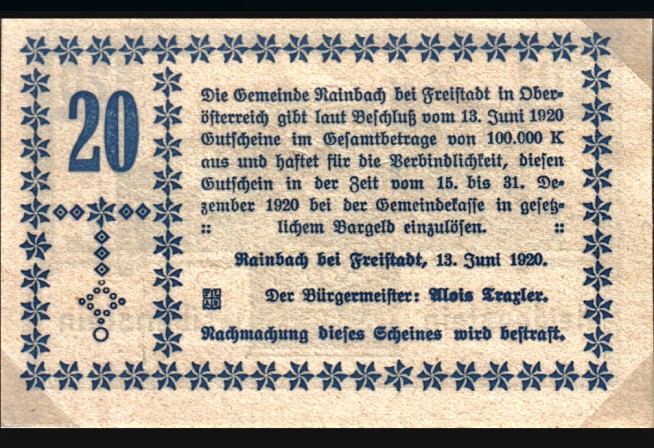 20
Die Gemeinde Rainbach bei Freistadt in Ober-
österreich gibt laut Beschluß vom 13. Juni 1920
Gutscheine im Gesamtbetrage von 100.000 K
aus und haftet für die Verbindlichkeit, diesen
Gutschein in der Zeit vom 15. bis 31. De-
zember 1920 bei der Gemeindekasse in gesetz-
:: lichem Bargeld einzulösen. ::
Rainbach bei Freistadt, 13. Juni 1920.
Der Bürgermeister: Alois Traxler.
Nachmachung dieses Scheines wird bestraft.